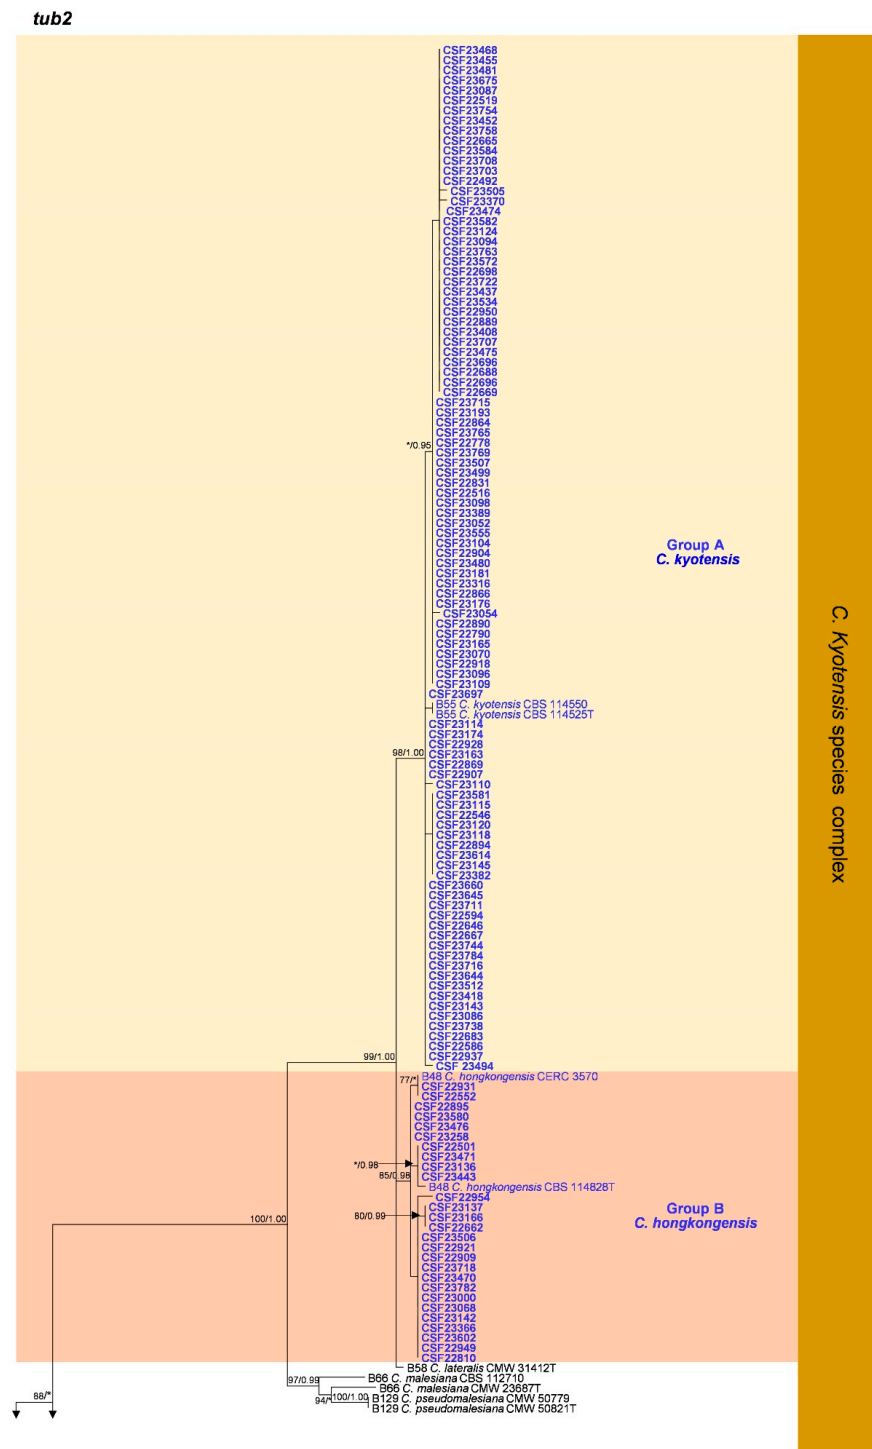 tub2
CSF23468
CSF23455
CSF23481
CSF23675
CSF23087
CSF22519
CSF23754
CSF23452
CSF23758
CSF22665
CSF23584
CSF23708
CSF23703
CSF22492
CSF23505
CSF23370
CSF23474
CSF23582
CSF23124
CSF23094
CSF23763
CSF23572
CSF22698
CSF23722
CSF23437
CSF23534
CSF22950
CSF22889
CSF23408
CSF23707
CSF23475
CSF23696
CSF22688
CSF22696
CSF22669
CSF23715
CSF23193
CSF22864
CSF23765
CSF22778
*/0.95
CSF23769
CSF23507
CSF23499
CSF22831
CSF22516
CSF23098
CSF23389
CSF23052
CSF23555
CSF23104
CSF22904
CSF23480
CSF23181
CSF23316
CSF22866
CSF23176
CSF23054
CSF22890
CSF22790
CSF23165
CSF23070
CSF22918
CSF23096
CSF23109
CSF23697
B55 C. kyotensis CBS 114550
B55 C. kyotensis CBS 114525T
CSF23114
CSF23174
CSF22928
98/1.00
CSF23163
CSF22869
CSF22907
CSF23110
CSF23581
CSF23115
CSF22546
CSF23120
CSF23118
CSF22894
CSF23614
CSF23145
CSF23382
CSF23660
CSF23645
CSF23711
CSF22594
CSF22646
CSF22667
CSF23744
CSF23784
CSF23716
CSF23644
CSF23512
CSF23418
CSF23143
CSF23086
CSF23738
CSF22683
CSF22586
99/1.00
CSF22937
CSF 23494
Group A
C. kyotensis
C. Kyotensis species complex
B48 C. hongkongensis CERC 3570
77/*
CSF22931
CSF22552
CSF22895
CSF23580
CSF23476
CSF23258
CSF22501
CSF23471
*/0.98
CSF23136
85/0.98
CSF23443
B48 C. hongkongensis CBS 114828T
CSF22954
CSF23137
80/0.99
CSF23166
CSF22662
CSF23506
CSF22921
CSF22909
CSF23718
CSF23470
CSF23782
CSF23000
CSF23068
CSF23142
CSF23366
CSF23602
CSF22949
CSF22810
Group B
C. hongkongensis
100/1.00
B58 C. lateralis CMW 31412T
97/0.99
B66 C. malesiana CBS 112710
B66 C. malesiana CMW 23687T
88/*
94/*
100/1.00
B129 C. pseudomalesiana CMW 50779
B129 C. pseudomalesiana CMW 50821T